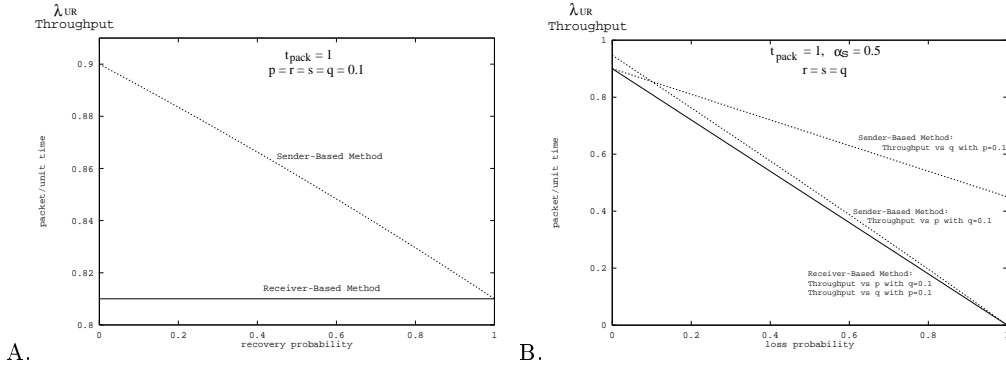 λUR
Throughput
t pack = 1
p = r = s = q = 0.1
0.9
0.88
0.86
0.84
0.82
0.8
packet/unit time
Sender-Based Method
Receiver-Based Method
0 0.2 0.4 0.6 0.8 1
recovery probability
A.
λUR
Throughput
t pack = 1, αs = 0.5
r = s = q
1
0.8
0.6
0.4
0.2
0
packet/unit time
Sender-Based Method:
Throughput vs q with p=0.1
Sender-Based Method:
Throughput vs p with q=0.1
Receiver-Based Method:
Throughput vs p with q=0.1
Throughput vs q with p=0.1
0 0.2 0.4 0.6 0.8 1
loss probability
B.